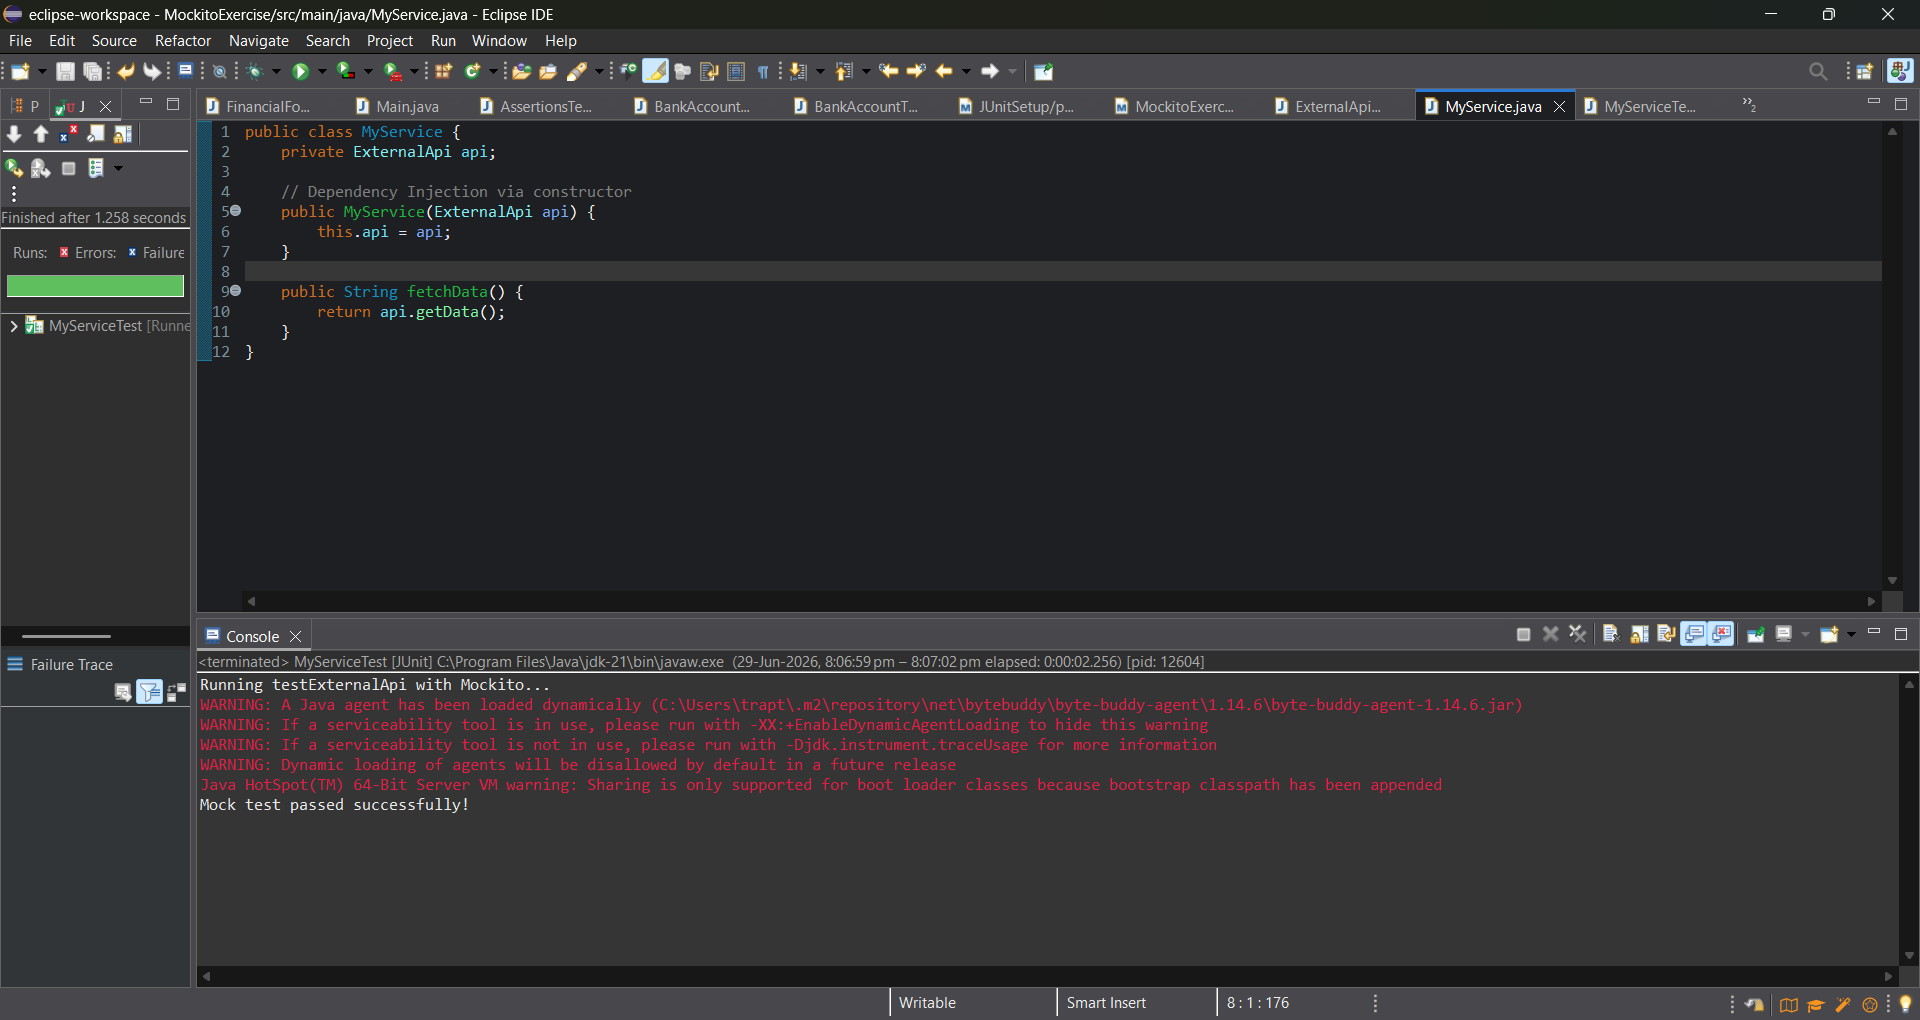 eclipse-workspace - MockitoExercise/src/main/java/MyService.java - Eclipse IDE
File Edit Source Refactor Navigate Search Project Run Window Help
P J
FinancialFo... Main.java AssertionsTe... BankAccount... BankAccountT... JUnitSetup/p... MockitoExerc... ExternalApi... MyService.java MyServiceTe... »2
Finished after 1.258 seconds
Runs: Errors: Failure
MyServiceTest [Runne
1 public class MyService {
2 private ExternalApi api;
3
4 // Dependency Injection via constructor
5 public MyService(ExternalApi api) {
6 this.api = api;
7 }
8
9 public String fetchData() {
10 return api.getData();
11 }
12 }
Failure Trace
Console
<terminated> MyServiceTest [JUnit] C:\Program Files\Java\jdk-21\bin\javaw.exe (29-Jun-2026, 8:06:59 pm – 8:07:02 pm elapsed: 0:00:02.256) [pid: 12604]
Running testExternalApi with Mockito...
WARNING: A Java agent has been loaded dynamically (C:\Users\trapt\.m2\repository\net\bytebuddy\byte-buddy-agent\1.14.6\byte-buddy-agent-1.14.6.jar)
WARNING: If a serviceability tool is in use, please run with -XX:+EnableDynamicAgentLoading to hide this warning
WARNING: If a serviceability tool is not in use, please run with -Djdk.instrument.traceUsage for more information
WARNING: Dynamic loading of agents will be disallowed by default in a future release
Java HotSpot(TM) 64-Bit Server VM warning: Sharing is only supported for boot loader classes because bootstrap classpath has been appended
Mock test passed successfully!
Writable Smart Insert 8 : 1 : 176